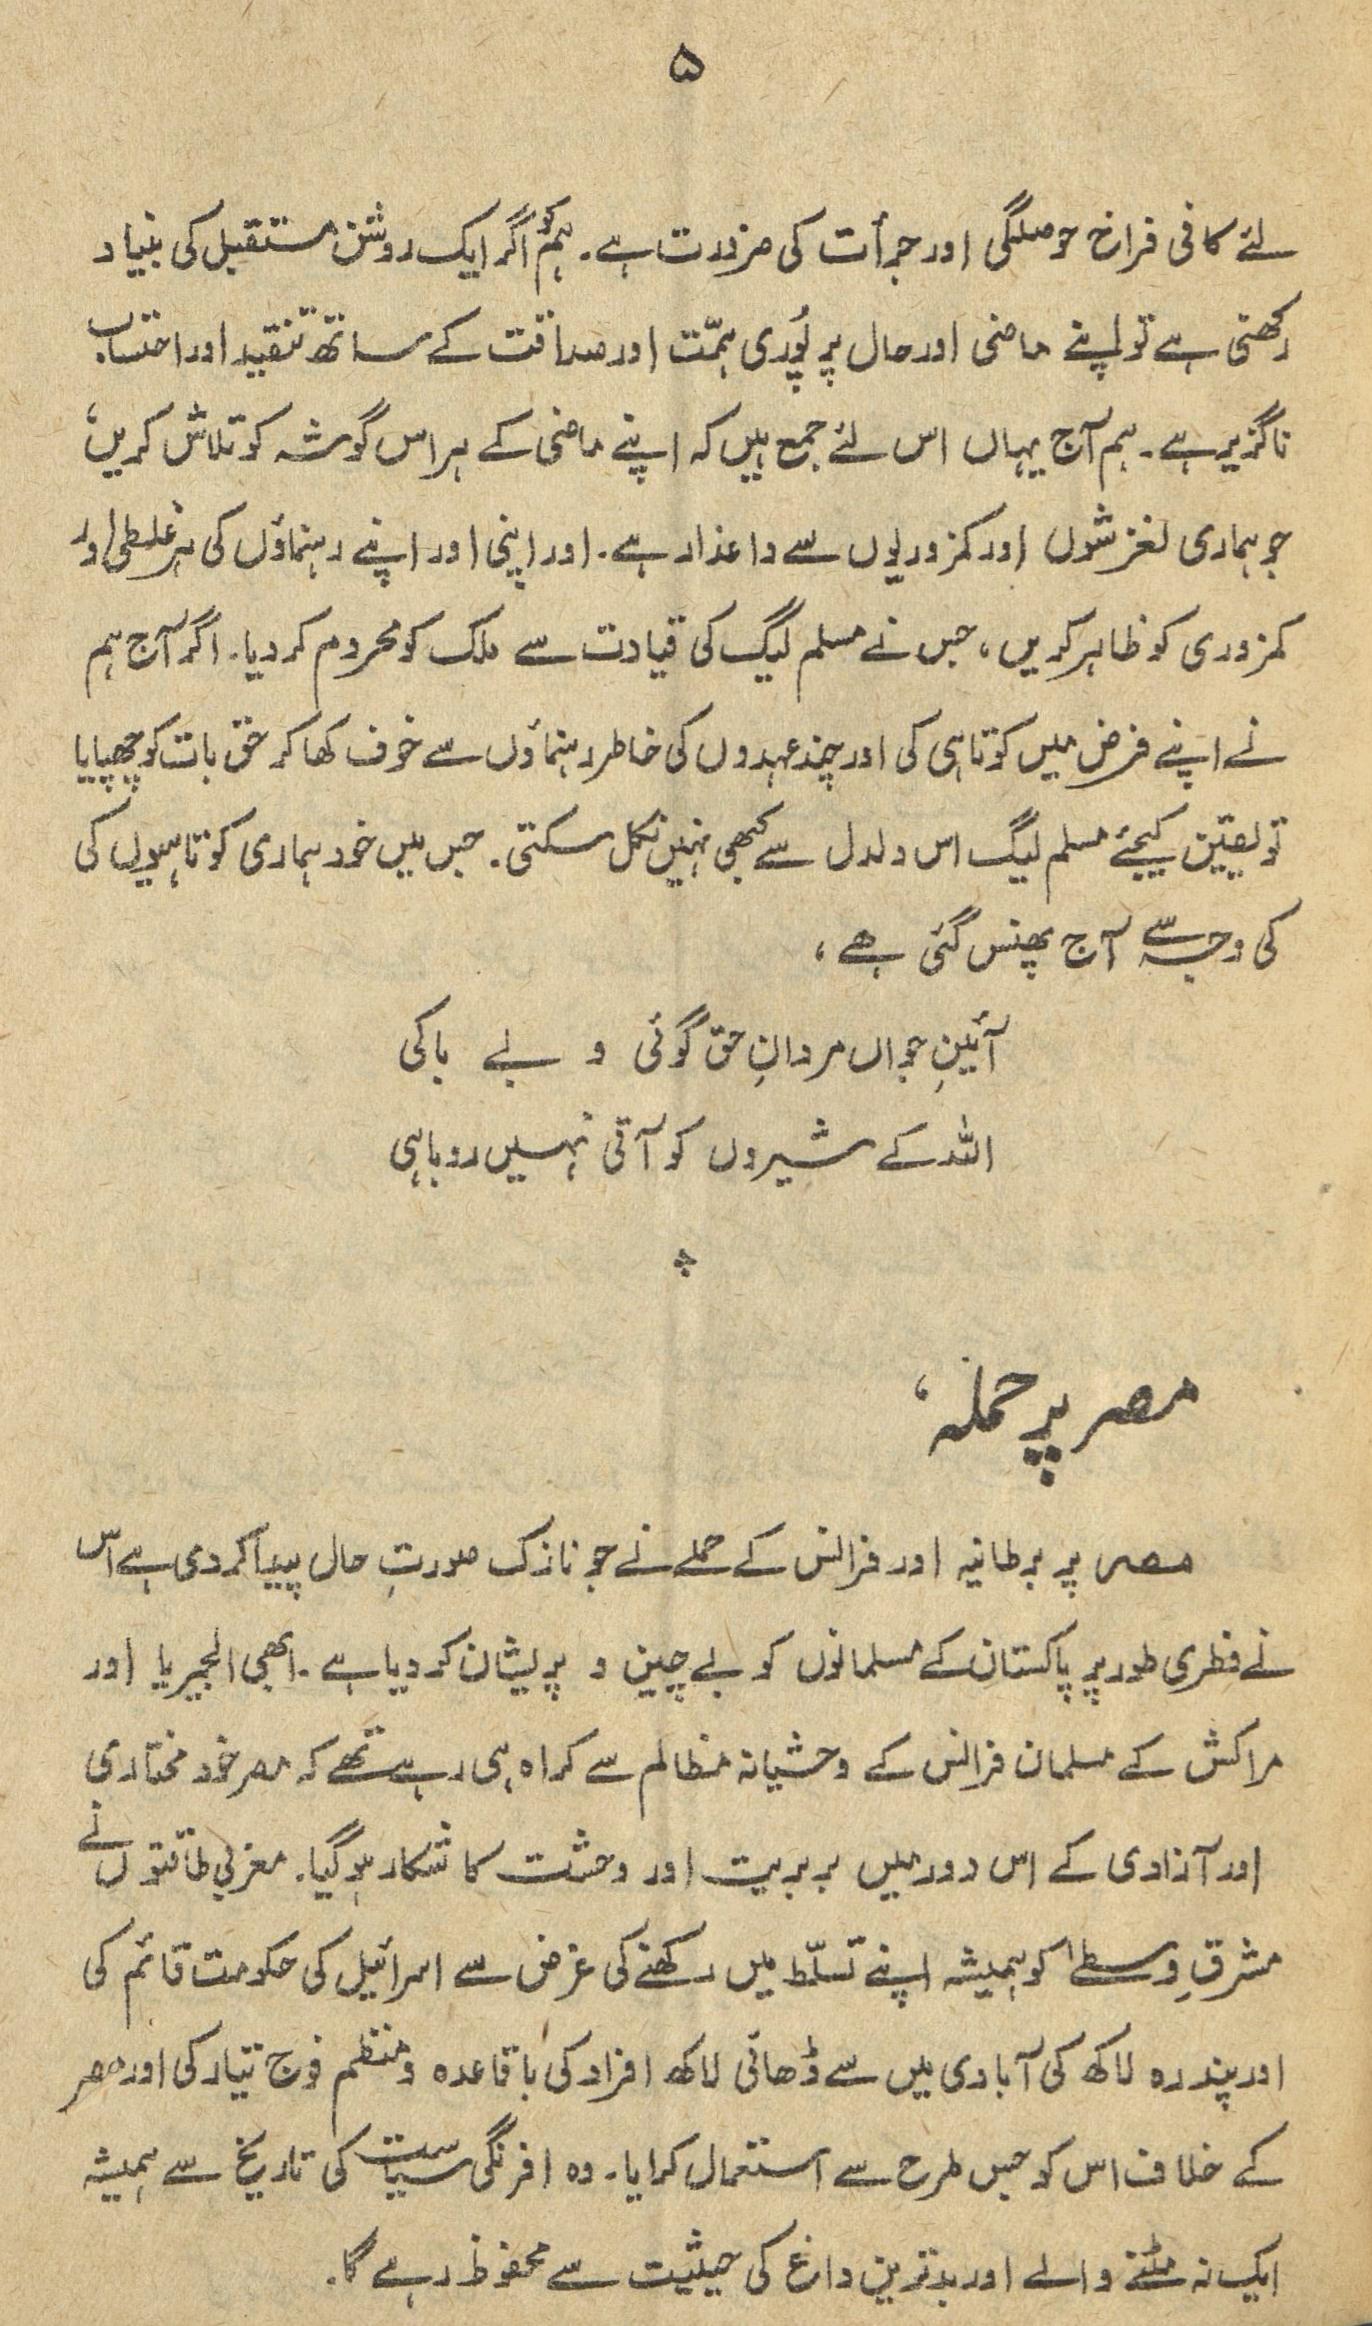 ۵
لئے کافی فراخ حوصلگی اور جرأت کی ضرورت ہے۔ ہم کو اگر ایک روشن مستقبل کی بنیاد
رکھنی ہے تو اپنے ماضی اور حال پر پُوری ہمّت اور صداقت کے ساتھ تنقید اور احتساب
ناگزیر ہے۔ ہم آج یہاں اس لئے جمع ہیں کہ اپنے ماضی کے ہر اس گوشہ کو تلاش کریں،
جو ہماری لغزشوں اور کمزوریوں سے داغدار ہے۔ اور اپنی اور اپنے رہنماؤں کی ہر غلطی اور
کمزوری کو ظاہر کریں، جس نے مسلم لیگ کی قیادت سے ملک کو محروم کر دیا۔ اگر آج ہم
نے اپنے فرض میں کوتاہی کی اور چند عہدوں کی خاطر رہنماؤں سے خوف کھا کر حق بات کو چھپایا
تو یقین کیجئے مسلم لیگ اس دلدل سے کبھی نہیں نکل سکتی۔ جس میں خود ہماری کوتاہیوں کی
کی وجہ سے آج پھنس گئی ہے،
آئینِ جواں مردانِ حق گوئی و بے باکی
اللہ کے شیروں کو آتی نہیں روباہی
مصر پر حملہ،
مصر پر برطانیہ اور فرانس کے حملے نے جو نازک صورتِ حال پیدا کر دی ہے اس
نے فطری طور پر پاکستان کے مسلمانوں کو بے چین و پریشان کر دیا ہے۔ ابھی الجیریا اور
مراکش کے مسلمان فرانس کے وحشیانہ مظالم سے کراہ ہی رہے تھے کہ مصر خود مختاری
اور آزادی کے اس دور میں بربریت اور وحشت کا شکار ہو گیا۔ مغربی طاقتوں نے
مشرقِ وسطےٰ کو ہمیشہ اپنے تسلّط میں رکھنے کی غرض سے اسرائیل کی حکومت قائم کی
اور پندرہ لاکھ کی آبادی میں سے ڈھائی لاکھ افراد کی باقاعدہ و منظم فوج تیار کی اور مصر
کے خلاف اس کو جس طرح سے استعمال کرایا۔ وہ افرنگی سیاست کی تاریخ سے ہمیشہ
ایک نہ مٹنے والے اور بدترین داغ کی حیثیت سے محفوظ رہے گا۔